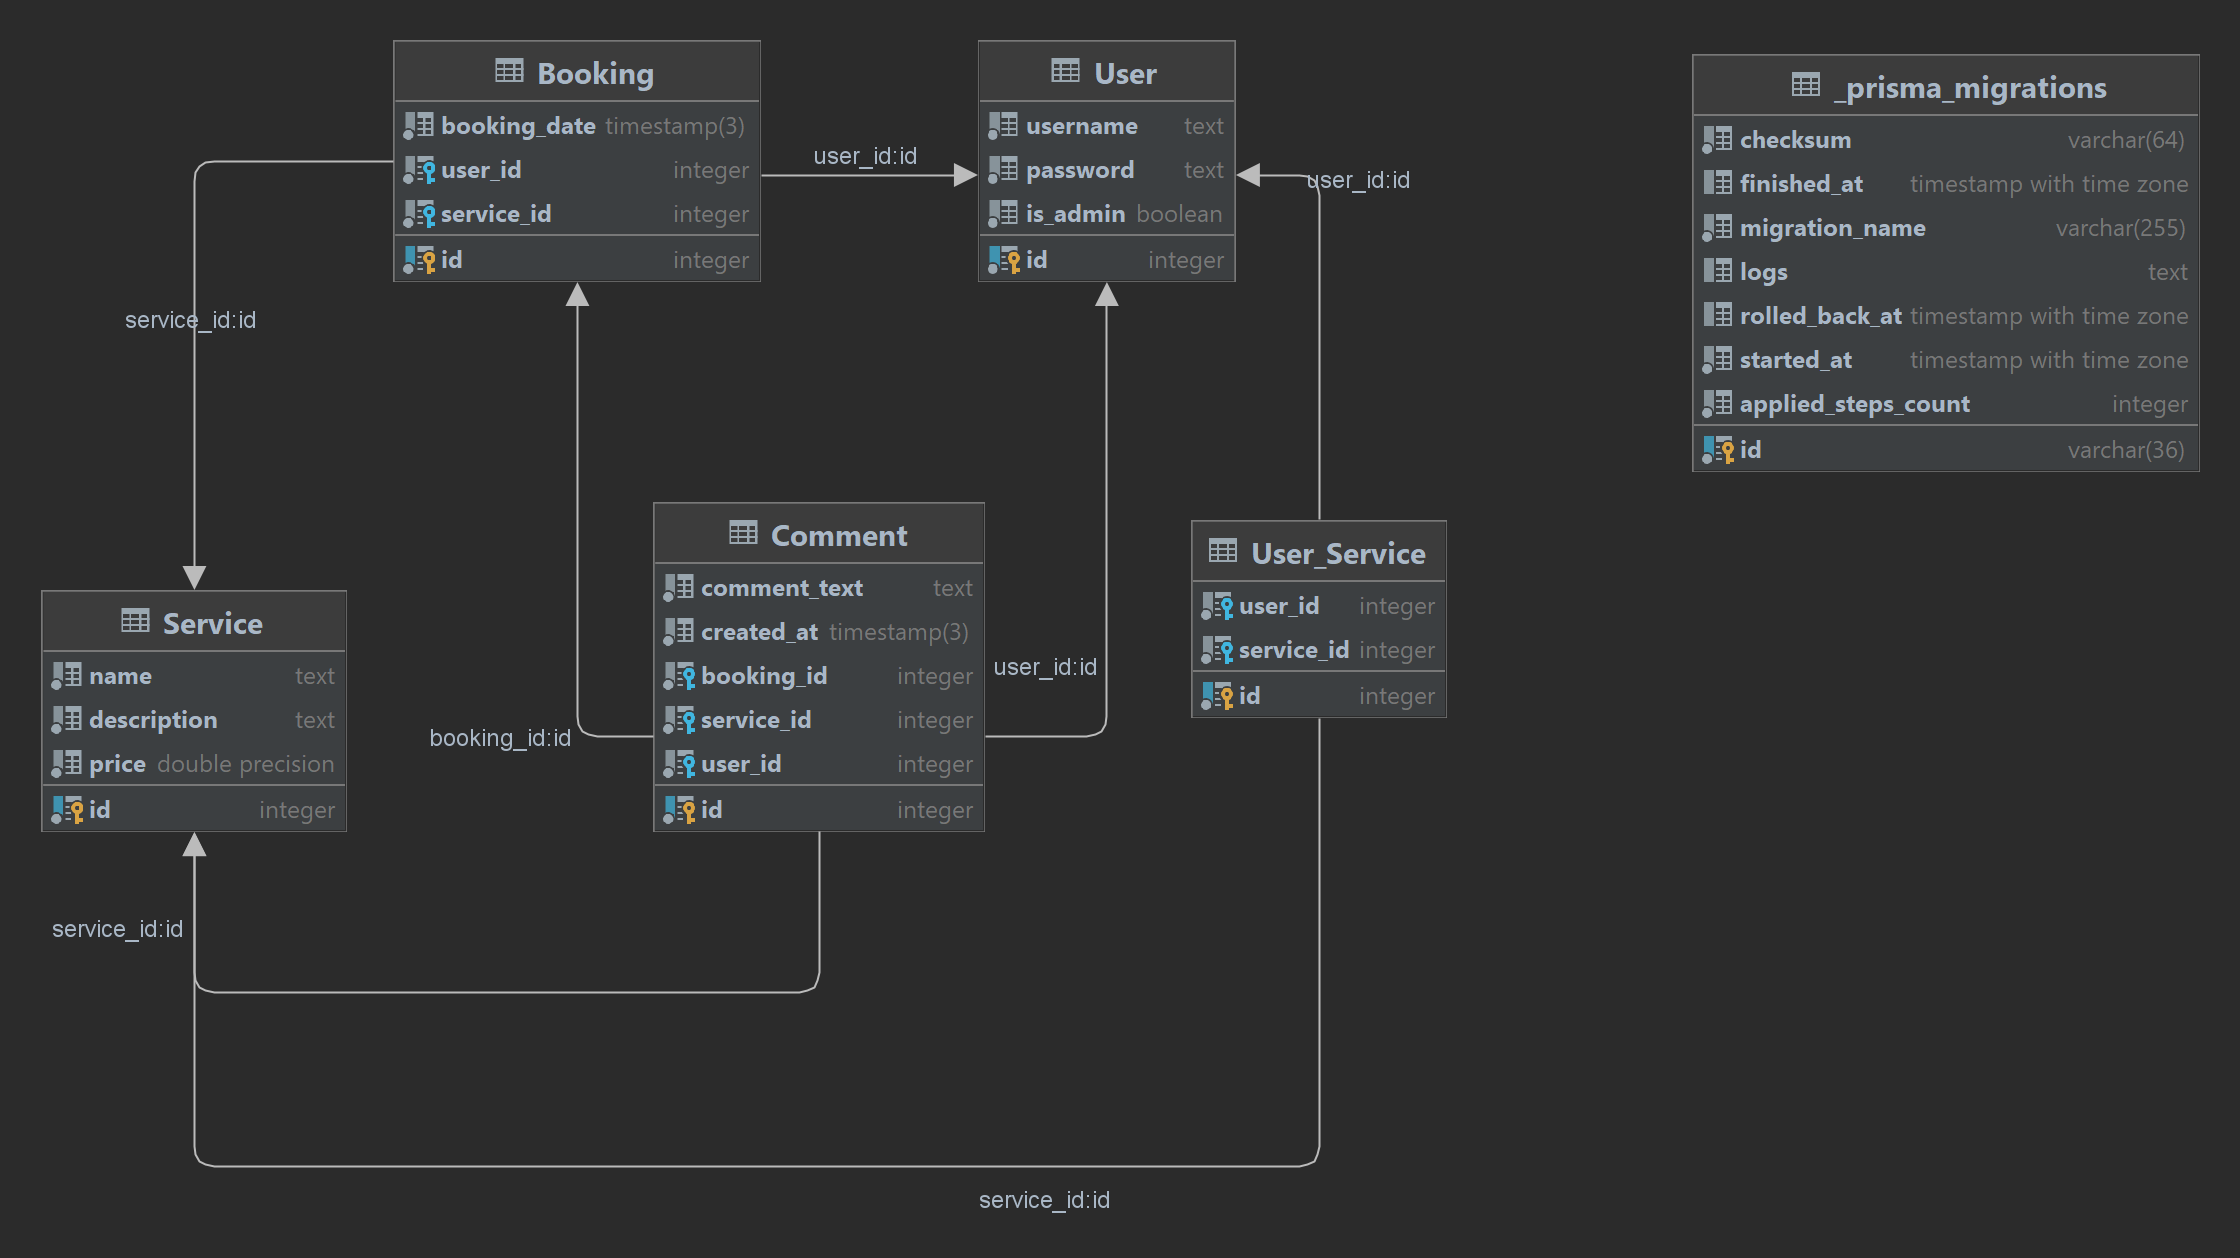 Booking
booking_date timestamp(3)
user_id integer
service_id integer
id integer
user_id:id
User
username text
password text
is_admin boolean
id integer
user_id:id
_prisma_migrations
checksum varchar(64)
finished_at timestamp with time zone
migration_name varchar(255)
logs text
rolled_back_at timestamp with time zone
started_at timestamp with time zone
applied_steps_count integer
id varchar(36)
service_id:id
Service
name text
description text
price double precision
id integer
booking_id:id
Comment
comment_text text
created_at timestamp(3)
booking_id integer
service_id integer
user_id integer
id integer
user_id:id
User_Service
user_id integer
service_id integer
id integer
service_id:id
service_id:id